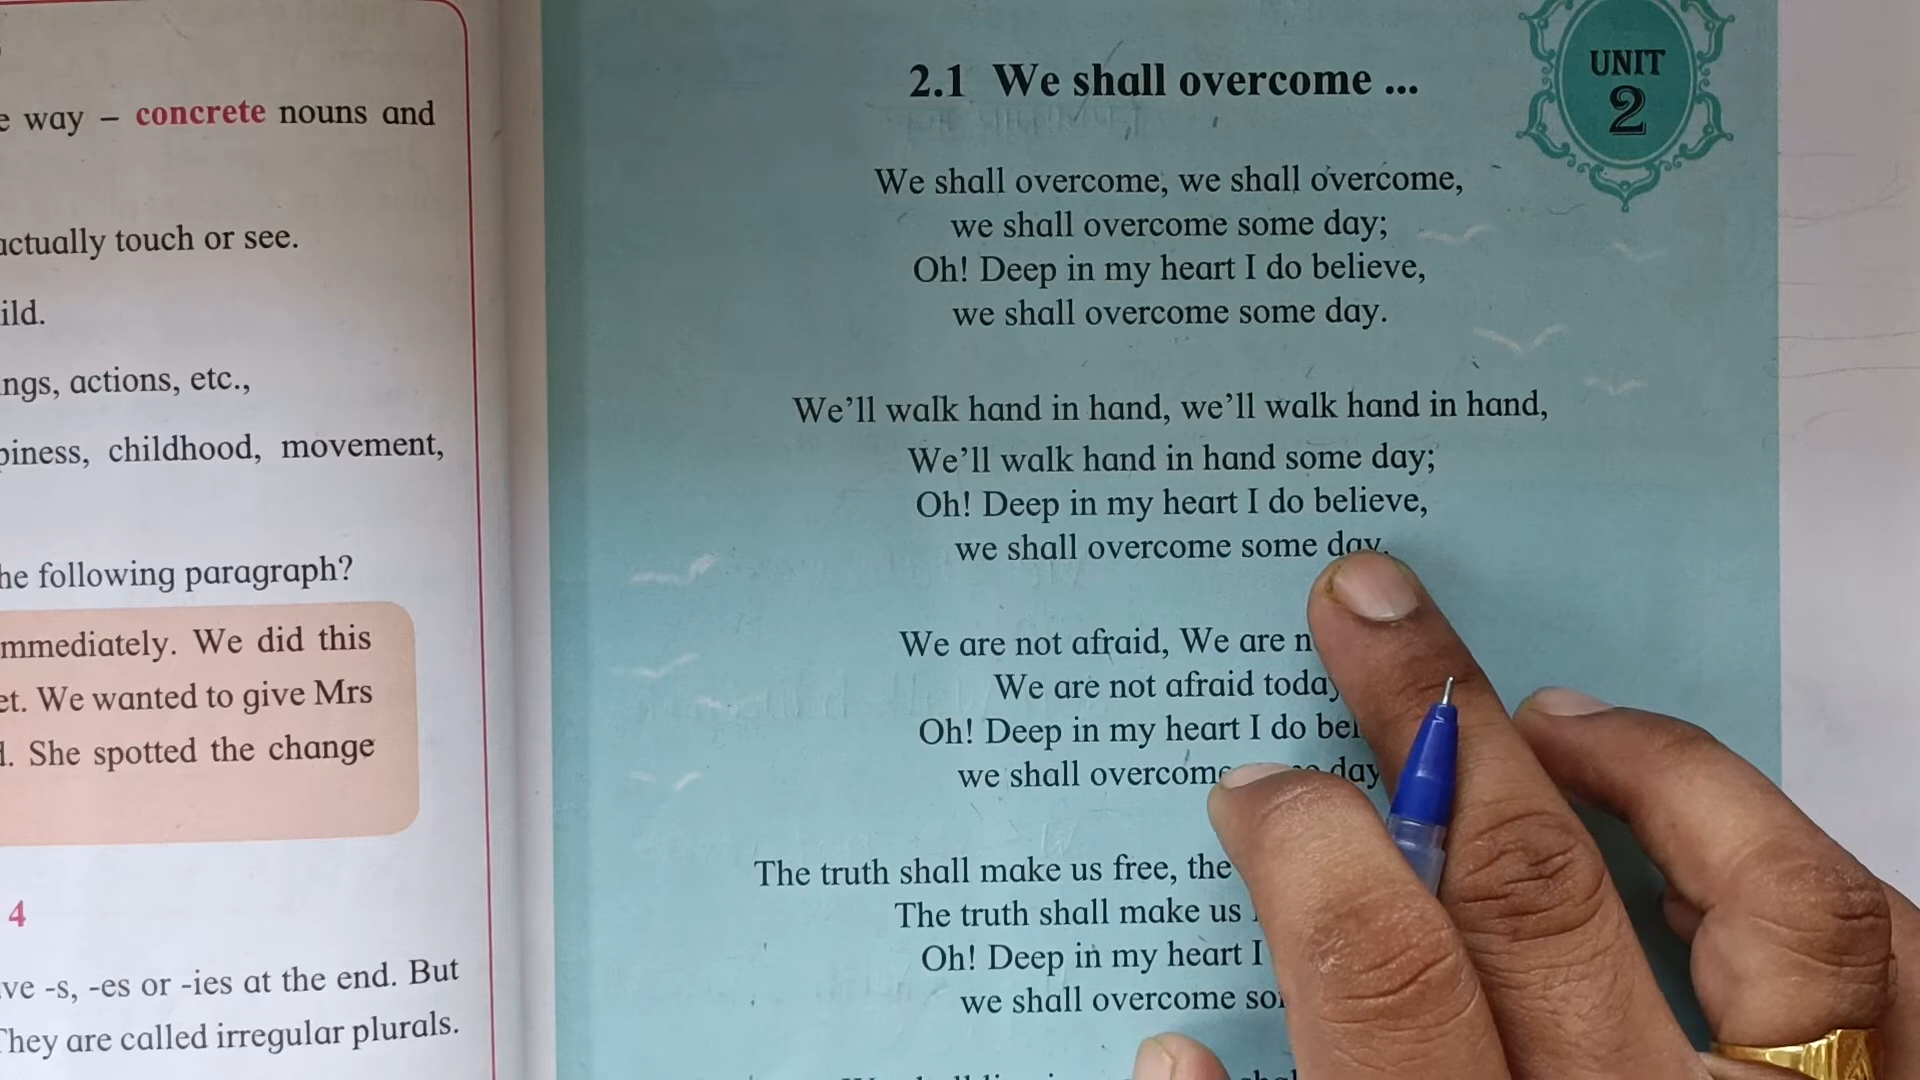 way – concrete nouns and
actually touch or see.
ngs, actions, etc.,
childhood, movement,
he following paragraph?
mmediately. We did this
We wanted to give Mrs
She spotted the change
4
ve -s, -es or -ies at the end. But
They are called irregular plurals.
UNIT
2
2.1 We shall overcome ...
We shall overcome, we shall overcome,
we shall overcome some day;
Oh! Deep in my heart I do believe,
we shall overcome some day.
We'll walk hand in hand, we'll walk hand in hand,
We'll walk hand in hand some day;
Oh! Deep in my heart I do believe,
we shall overcome some day.
We are not afraid, We are
We are not afraid today
Oh! Deep in my heart I do
we shall overcome day
The truth shall make us free, the
The truth shall make us
Oh! Deep in my heart I
we shall overcome